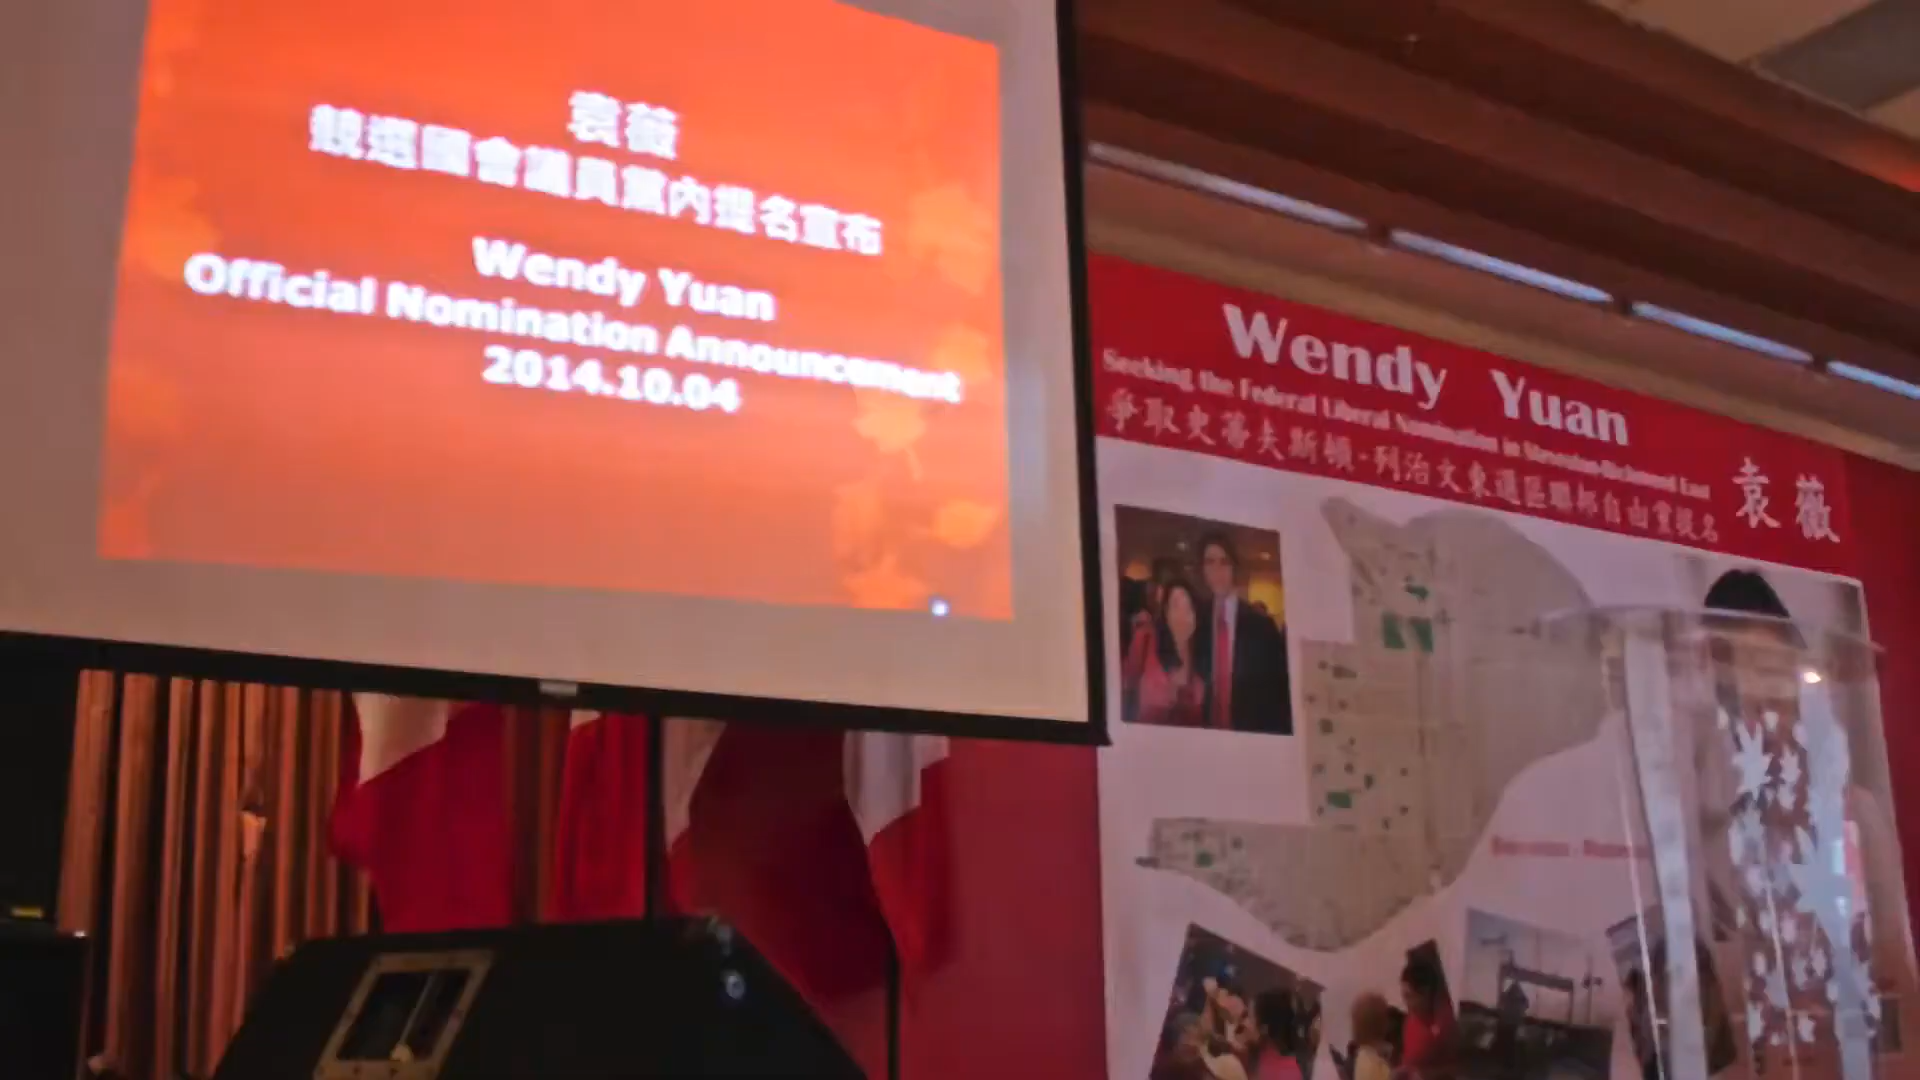 袁薇
競選國會議員黨內提名宣布
Wendy Yuan
Official Nomination Announcement
2014.10.04
Wendy Yuan
Seeking the Federal Liberal Nomination in Steveston-Richmond East
爭取史蒂夫斯頓-列治文東選區聯邦自由黨提名
袁薇